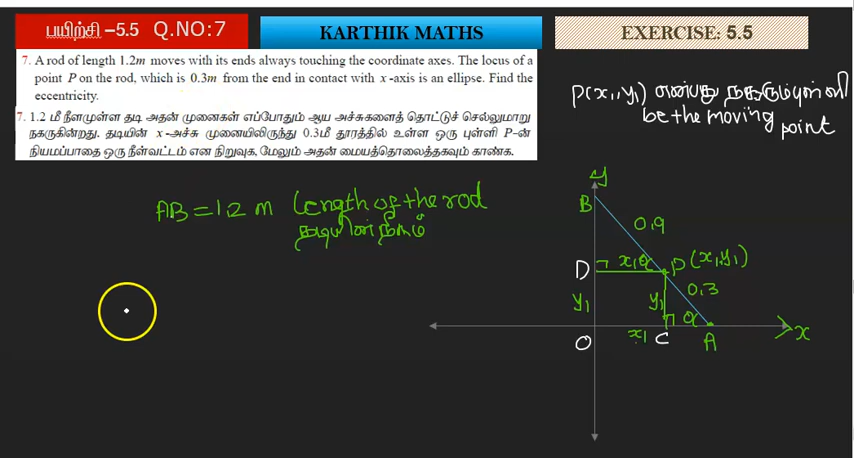 பயிற்சி –5.5 Q.NO:7
KARTHIK MATHS
EXERCISE: 5.5
7. A rod of length 1.2m moves with its ends always touching the coordinate axes. The locus of a
point P on the rod, which is 0.3m from the end in contact with x-axis is an ellipse. Find the
eccentricity.
7. 1.2 மீ நீளமுள்ள தடி அதன் முனைகள் எப்போதும் ஆய அச்சுகளைத் தொட்டுச் செல்லுமாறு
நகருகின்றது. தடியின் x-அச்சு முனையிலிருந்து 0.3மீ தூரத்தில் உள்ள ஒரு புள்ளி P-ன்
நியமப்பாதை ஒரு நீள்வட்டம் என நிறுவுக, மேலும் அதன் மையத்தொலைத்தகவும் காண்க.
P(x1,y1) என்பது நகரும்புள்ளி
be the moving
point
AB = 1.2 m Length of the rod
தடியின் நீளம்
y
B
0.9
D x1 α P(x1,y1)
y1 y1 0.3
α
O x1 C A x